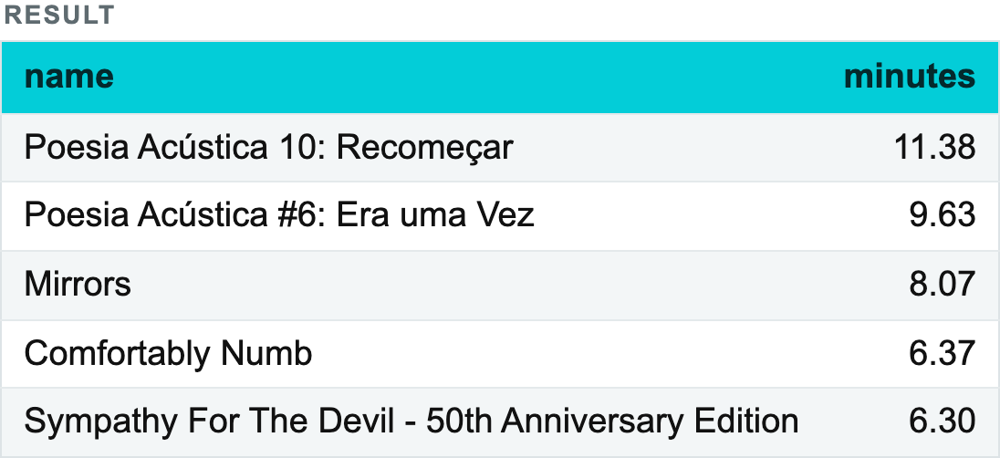 RESULT
name minutes
Poesia Acústica 10: Recomeçar 11.38
Poesia Acústica #6: Era uma Vez 9.63
Mirrors 8.07
Comfortably Numb 6.37
Sympathy For The Devil - 50th Anniversary Edition 6.30